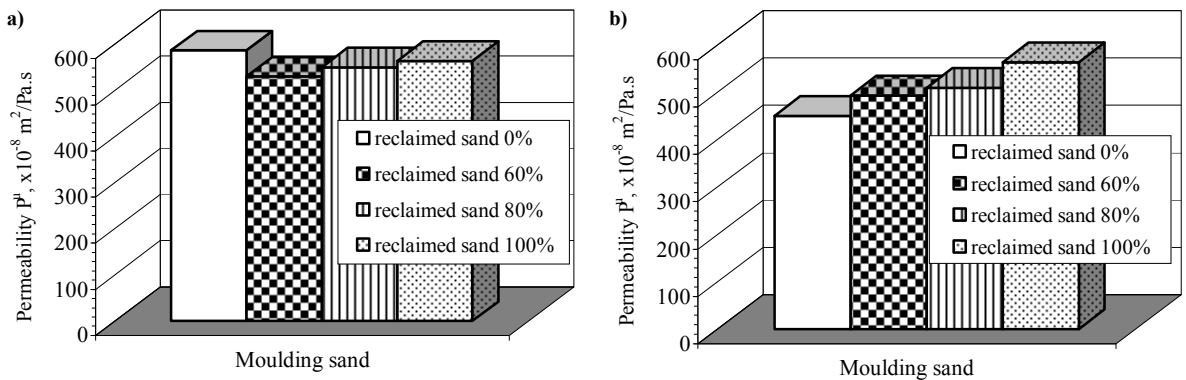 a)
Permeability Pᵘ, x10⁻⁸ m²/Pa.s
600
500
400
300
200
100
0
reclaimed sand 0%
reclaimed sand 60%
reclaimed sand 80%
reclaimed sand 100%
Moulding sand
b)
Permeability Pᵘ, x10⁻⁸ m²/Pa.s
600
500
400
300
200
100
0
reclaimed sand 0%
reclaimed sand 60%
reclaimed sand 80%
reclaimed sand 100%
Moulding sand